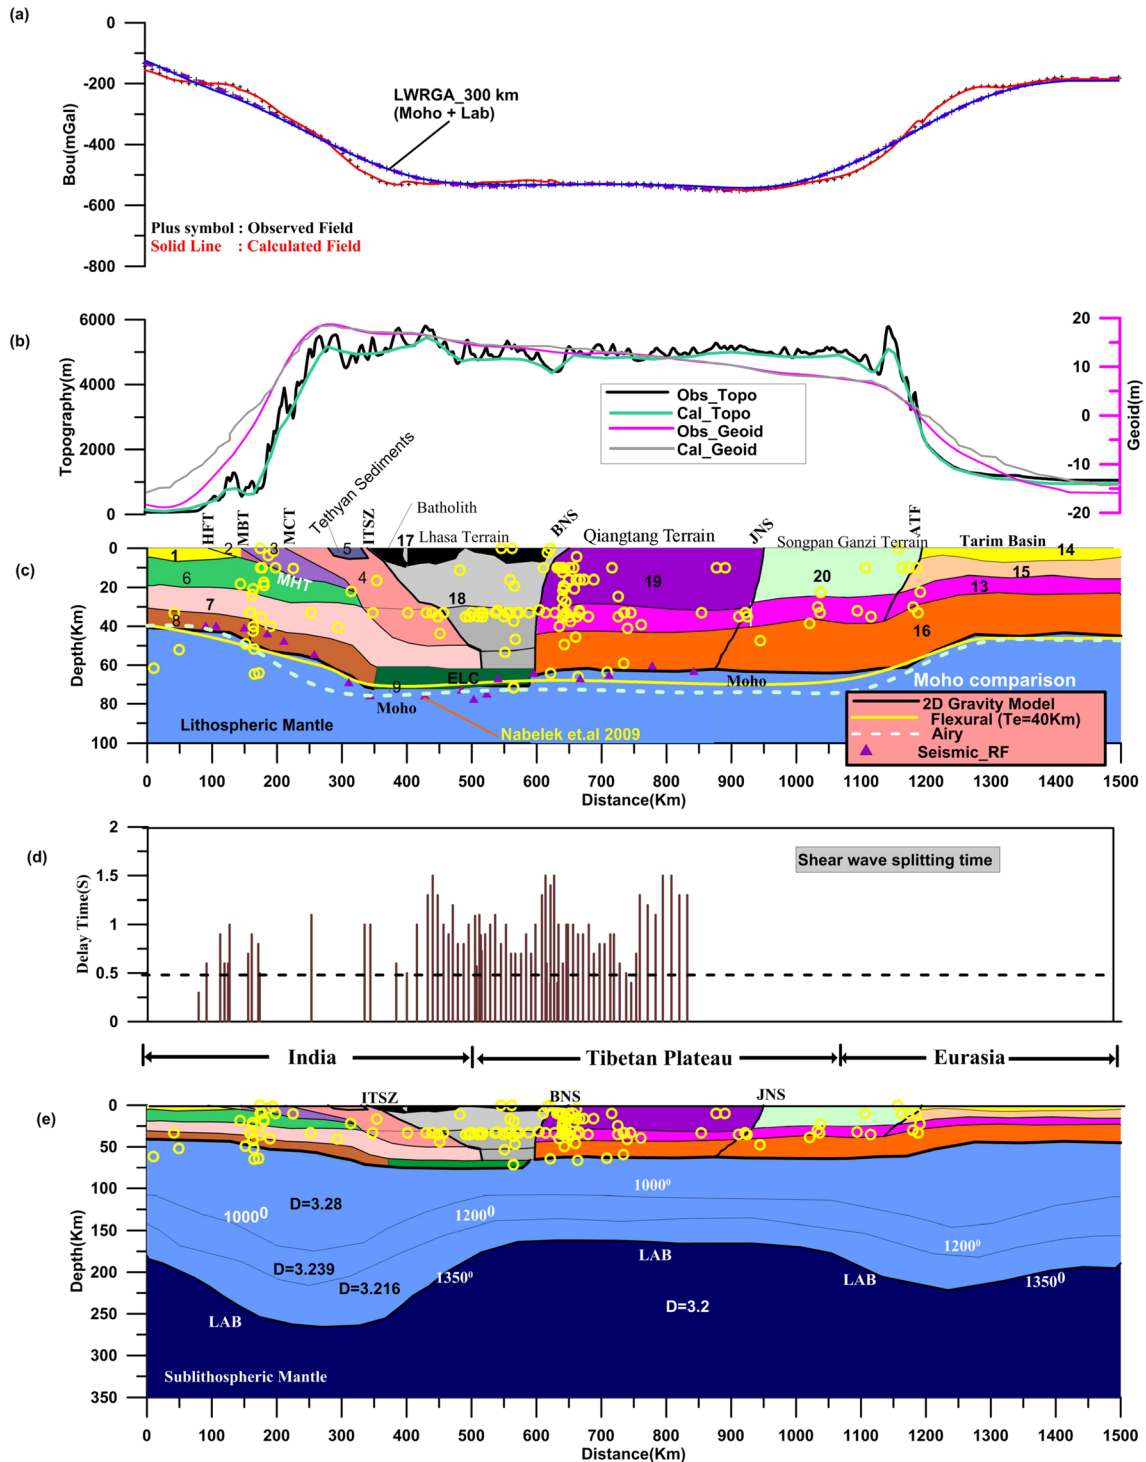 (a)
0
-200
-400
-600
-800
Bou(mGal)
LWRGA_300 km
(Moho + Lab)
Plus symbol : Observed Field
Solid Line : Calculated Field
(b)
6000
4000
2000
0
Topography(m)
20
10
0
-10
-20
Geoid(m)
Obs_Topo
Cal_Topo
Obs_Geoid
Cal_Geoid
HFT
MBT
MCT
Tethyan Sediments
ITSZ
Batholith
Lhasa Terrain
BNS
Qiangtang Terrain
JNS
Songpan Ganzi Terrain
ATF
Tarim Basin
(c)
0
20
40
60
80
100
Depth(Km)
1
2
3
5
17
14
6
MHT
4
18
19
20
15
13
7
8
16
9
ELC
Moho
Moho
Moho comparison
Lithospheric Mantle
Nabelek et.al 2009
2D Gravity Model
Flexural (Te=40Km)
Airy
Seismic_RF
0 100 200 300 400 500 600 700 800 900 1000 1100 1200 1300 1400 1500
Distance(Km)
(d)
2
1.5
1
0.5
0
Delay Time(S)
Shear wave splitting time
India
Tibetan Plateau
Eurasia
ITSZ
BNS
JNS
(e)
0
50
100
150
200
250
300
350
Depth(Km)
D=3.28
1000⁰
1000⁰
1200⁰
1200⁰
D=3.239
D=3.216
1350⁰
LAB
LAB
1350⁰
LAB
D=3.2
Sublithospheric Mantle
0 100 200 300 400 500 600 700 800 900 1000 1100 1200 1300 1400 1500
Distance(Km)